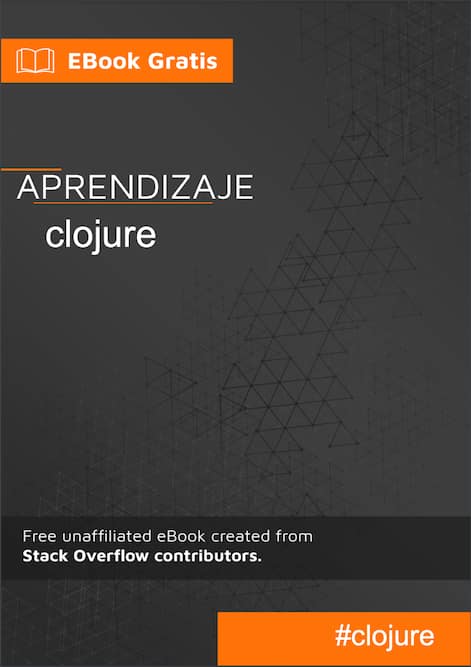 EBook Gratis
APRENDIZAJE
clojure
Free unaffiliated eBook created from
Stack Overflow contributors.
#clojure